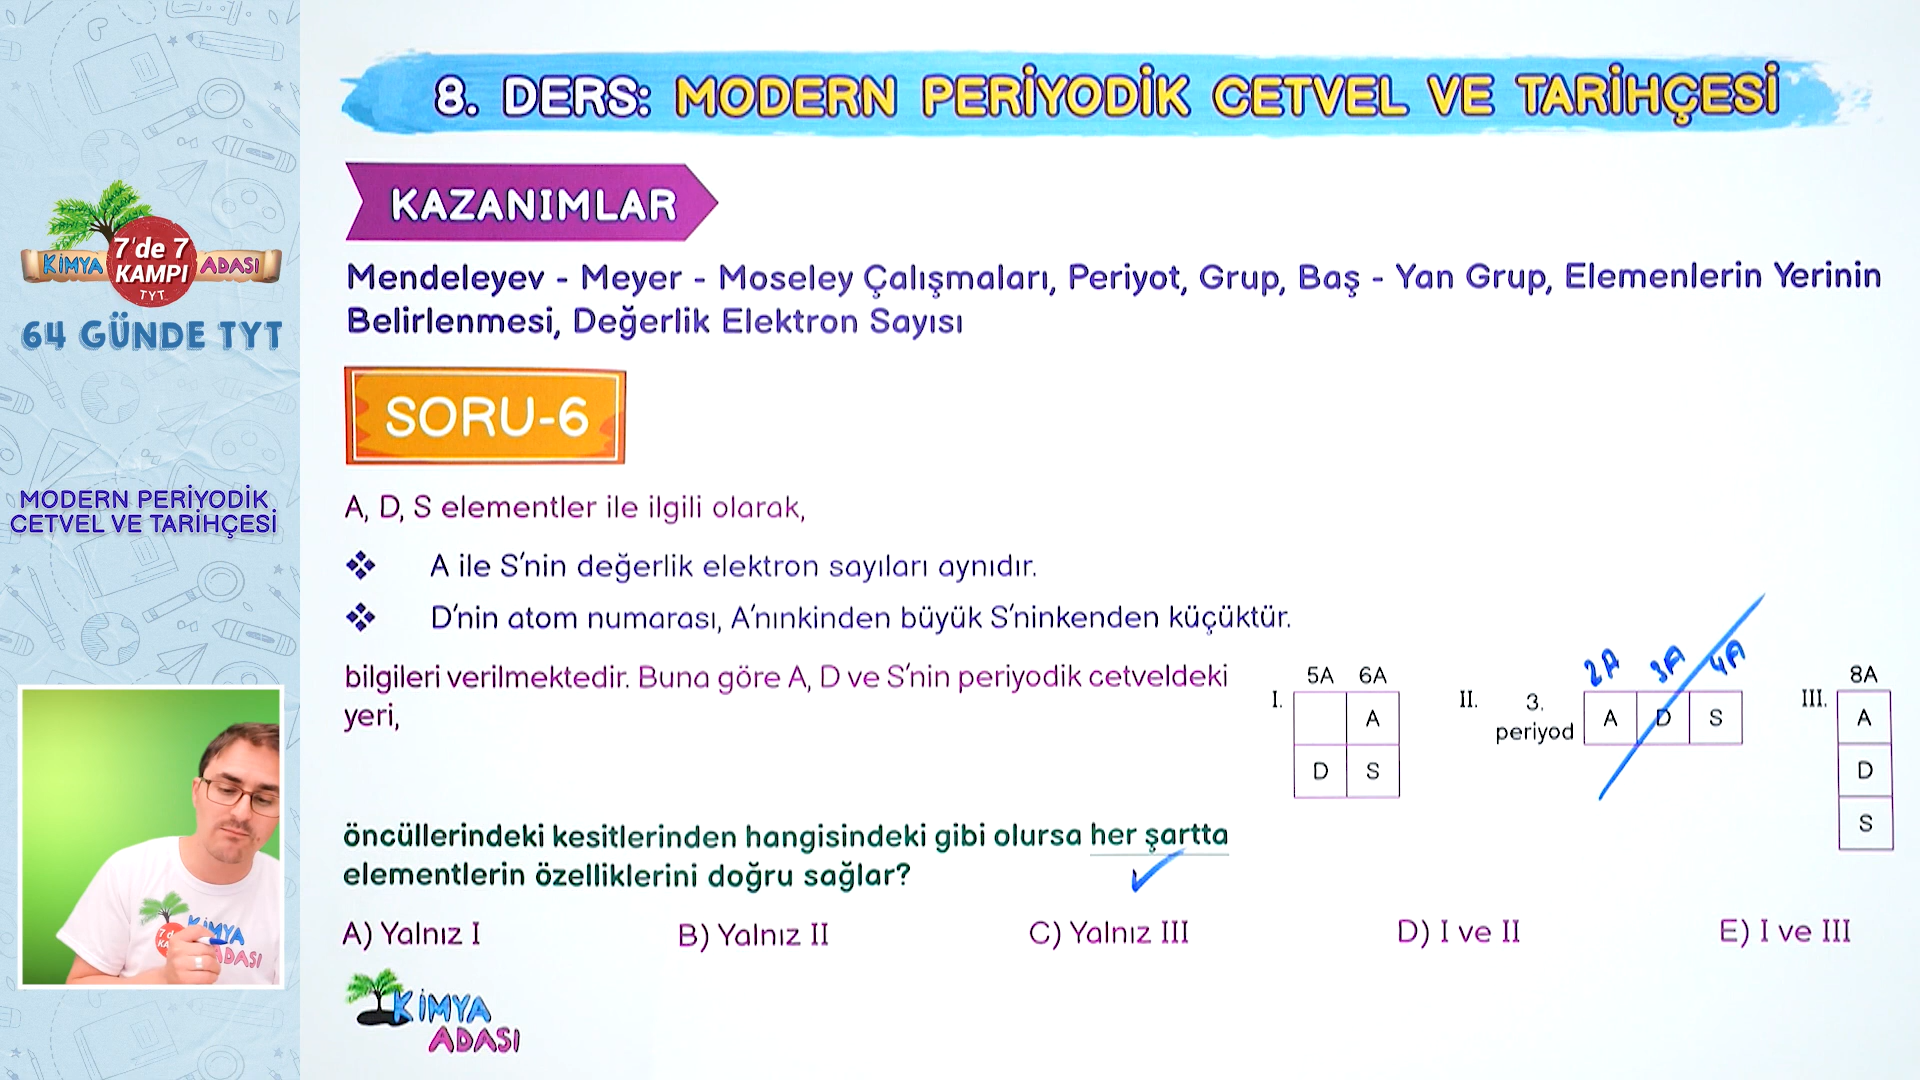 8. DERS: MODERN PERİYODİK CETVEL VE TARİHÇESİ
KAZANIMLAR
Mendeleyev - Meyer - Moseley Çalışmaları, Periyot, Grup, Baş - Yan Grup, Elemenlerin Yerinin
Belirlenmesi, Değerlik Elektron Sayısı
7'de 7
KAMPI
TYT
KİMYA ADASI
64 GÜNDE TYT
MODERN PERİYODİK
CETVEL VE TARİHÇESİ
SORU-6
A, D, S elementler ile ilgili olarak,
A ile S'nin değerlik elektron sayıları aynıdır.
D'nin atom numarası, A'nınkinden büyük S'ninkenden küçüktür.
bilgileri verilmektedir. Buna göre A, D ve S'nin periyodik cetveldeki
yeri,
I.
5A 6A
A
D S
II.
3.
periyod
2A 3A 4A
A D S
III.
8A
A
D
S
öncüllerindeki kesitlerinden hangisindeki gibi olursa her şartta
elementlerin özelliklerini doğru sağlar?
A) Yalnız I
B) Yalnız II
C) Yalnız III
D) I ve II
E) I ve III
KİMYA
ADASI
KİMYA
ADASI